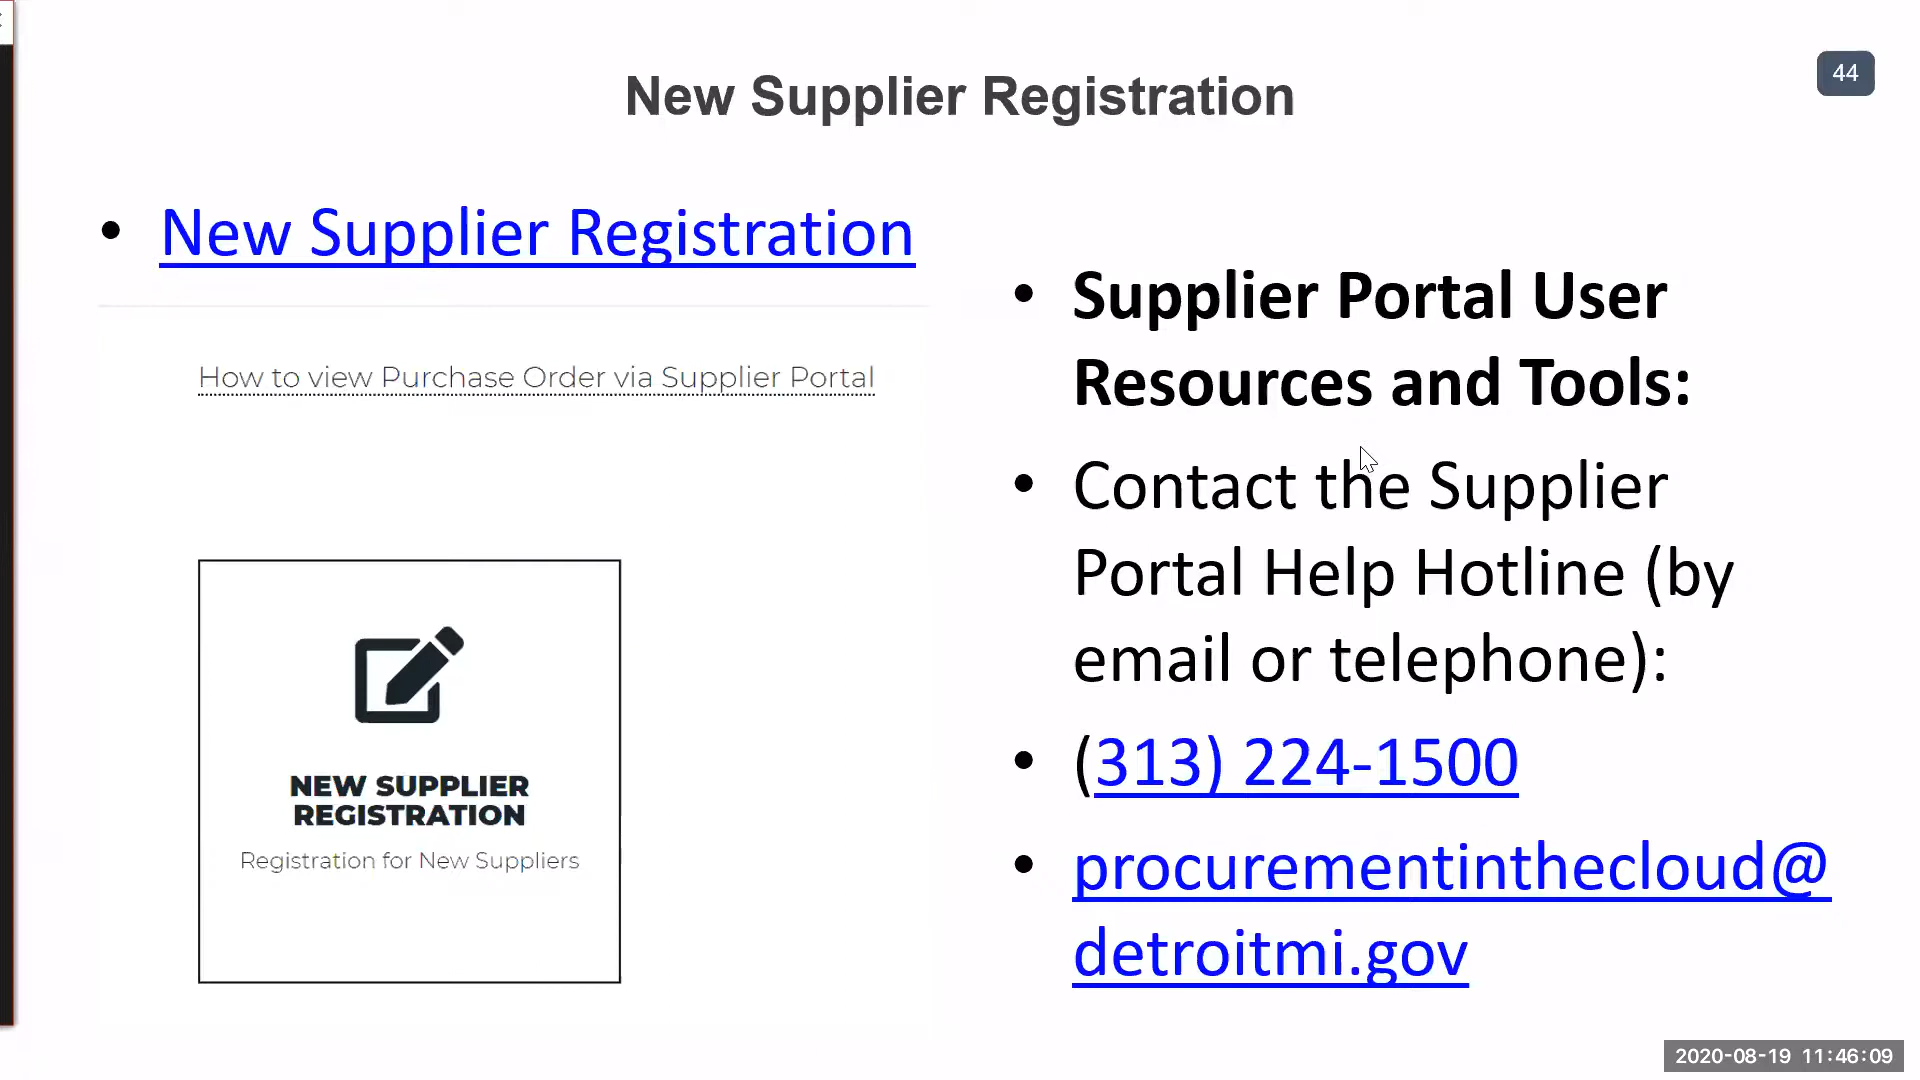 44
New Supplier Registration
• New Supplier Registration
How to view Purchase Order via Supplier Portal
NEW SUPPLIER
REGISTRATION
Registration for New Suppliers
• Supplier Portal User
Resources and Tools:
• Contact the Supplier
Portal Help Hotline (by
email or telephone):
• (313) 224-1500
• procurementinthecloud@
detroitmi.gov
2020-08-19 11:46:09